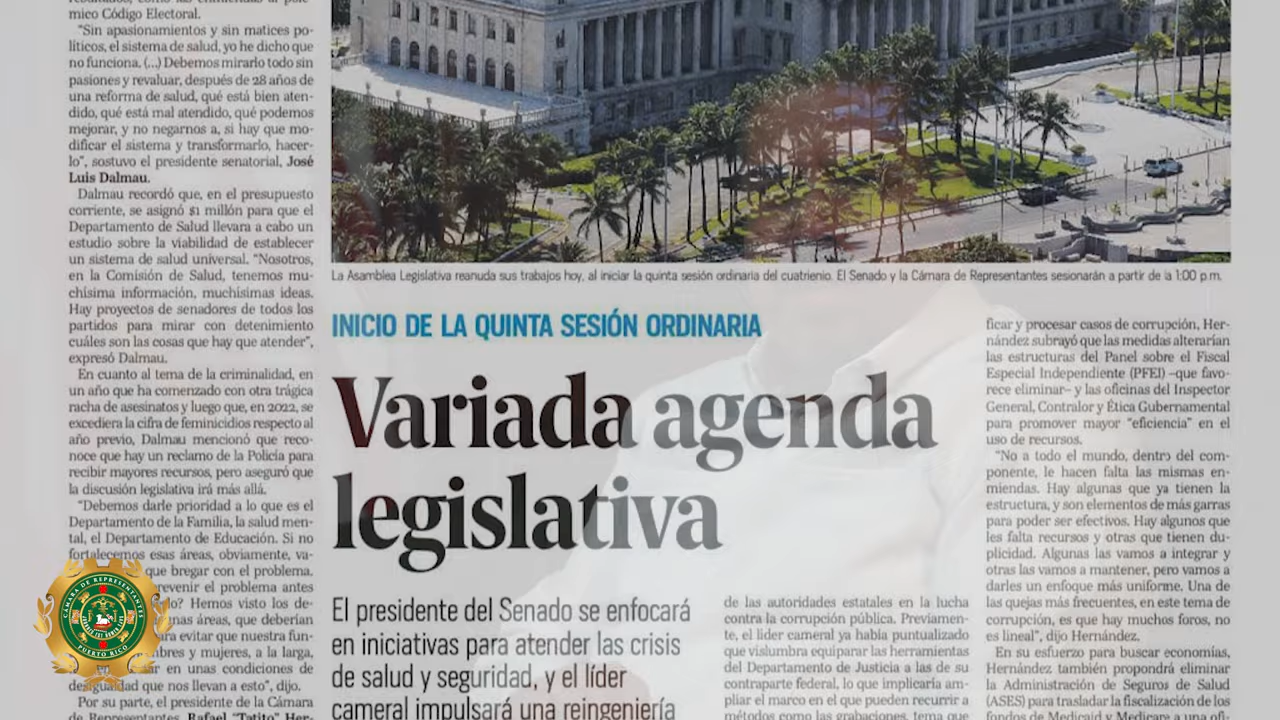 mico Código Electoral.
"Sin apasionamientos y sin matices po-
líticos, el sistema de salud, yo he dicho que
no funciona. (...) Debemos mirarlo todo sin
pasiones y revaluar, después de 28 años de
una reforma de salud, qué está bien aten-
dido, qué está mal atendido, qué podemos
mejorar, y no negarnos a, si hay que mo-
dificar el sistema y transformarlo, hacer-
lo", sostuvo el presidente senatorial, José
Luis Dalmau.
Dalmau recordó que, en el presupuesto
corriente, se asignó $1 millón para que el
Departamento de Salud llevara a cabo un
estudio sobre la viabilidad de establecer
un sistema de salud universal. "Nosotros,
en la Comisión de Salud, tenemos mu-
chísima información, muchísimas ideas.
Hay proyectos de senadores de todos los
partidos para mirar con detenimiento
cuáles son las cosas que hay que atender",
expresó Dalmau.
En cuanto al tema de la criminalidad, en
un año que ha comenzado con otra trágica
racha de asesinatos y luego que, en 2022, se
excediera la cifra de feminicidios respecto al
año previo, Dalmau mencionó que reco-
noce que hay un reclamo de la Policía para
recibir mayores recursos, pero aseguró que
la discusión legislativa irá más allá.
"Debemos darle prioridad a lo que es el
Departamento de la Familia, la salud men-
tal, el Departamento de Educación. Si no
fortalecemos esas áreas, obviamente, va-
que bregar con el problema.
prevenir el problema antes
lo? Hemos visto los de-
nas áreas, que deberían
ara evitar que nuestra fun-
mbres y mujeres, a la larga,
ar en unas condiciones de
desigualdad que nos llevan a esto", dijo.
Por su parte, el presidente de la Cámara
de Representantes, Rafael "Tatito" Her-
CÁMARA DE REPRESENTANTES
PUERTO RICO
La Asamblea Legislativa reanuda sus trabajos hoy, al iniciar la quinta sesión ordinaria del cuatrienio. El Senado y la Cámara de Representantes sesionarán a partir de la 1:00 p.m.
INICIO DE LA QUINTA SESIÓN ORDINARIA
Variada agenda
legislativa
El presidente del Senado se enfocará
en iniciativas para atender las crisis
de salud y seguridad, y el líder
cameral impulsará una reingeniería
de las autoridades estatales en la lucha
contra la corrupción pública. Previamen-
te, el líder cameral ya había puntualizado
que vislumbra equiparar las herramientas
del Departamento de Justicia a las de su
contraparte federal, lo que implicaría am-
pliar el marco en el que pueden recurrir a
métodos como las grabaciones, tema que
ficar y procesar casos de corrupción, Her-
nández subrayó que las medidas alterarían
las estructuras del Panel sobre el Fiscal
Especial Independiente (PFEI) –que favo-
rece eliminar– y las oficinas del Inspector
General, Contralor y Ética Gubernamental
para promover mayor "eficiencia" en el
uso de recursos.
"No a todo el mundo, dentro del com-
ponente, le hacen falta las mismas en-
miendas. Hay algunas que ya tienen la
estructura, y son elementos de más garras
para poder ser efectivos. Hay algunos que
les falta recursos y otras que tienen du-
plicidad. Algunas las vamos a integrar y
otras las vamos a mantener, pero vamos a
darles un enfoque más uniforme. Una de
las quejas más frecuentes, en este tema de
corrupción, es que hay muchos foros, no
es lineal", dijo Hernández.
En su esfuerzo para buscar economías,
Hernández también propondrá eliminar
la Administración de Seguros de Salud
(ASES) para trasladar la fiscalización de los
fondos de Medicaid y Medicare a una ofi-